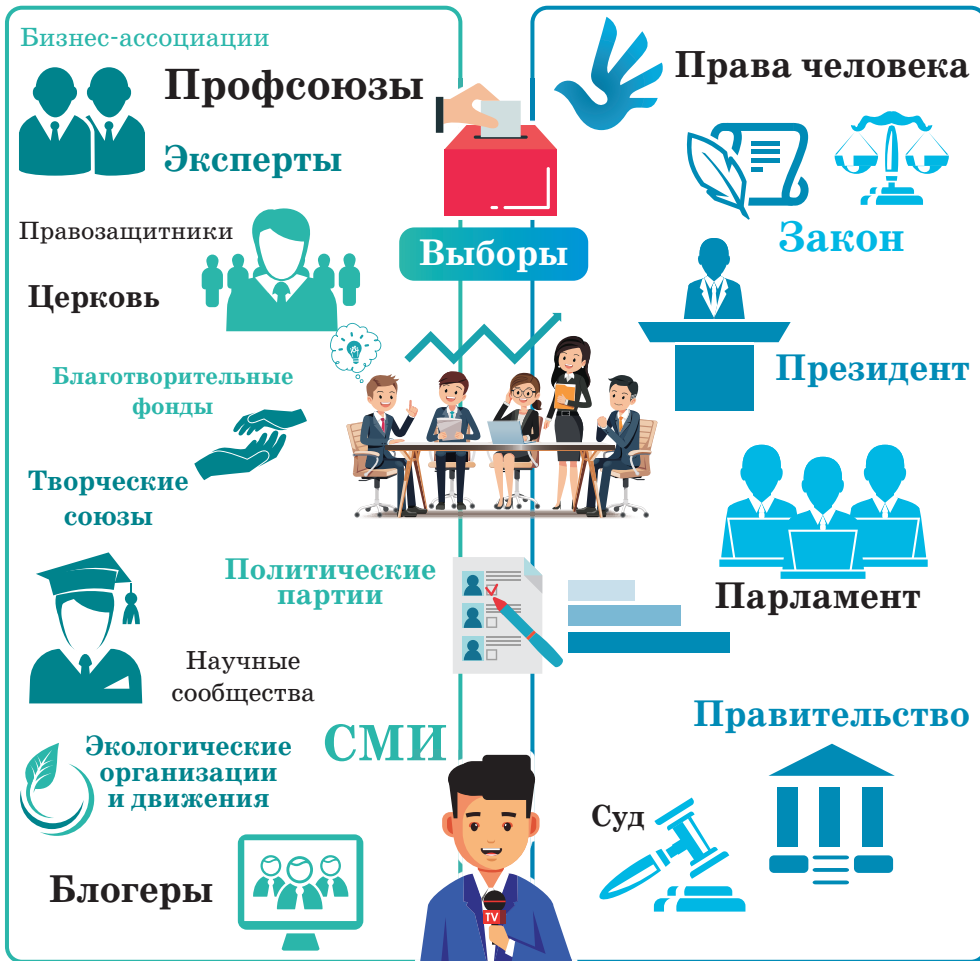 Бизнес-ассоциации
Профсоюзы
Эксперты
Правозащитники
Церковь
Благотворительные
фонды
Творческие
союзы
Политические
партии
Научные
сообщества
СМИ
Экологические
организации
и движения
Блогеры
Выборы
TV
Права человека
Закон
Президент
Парламент
Правительство
Суд